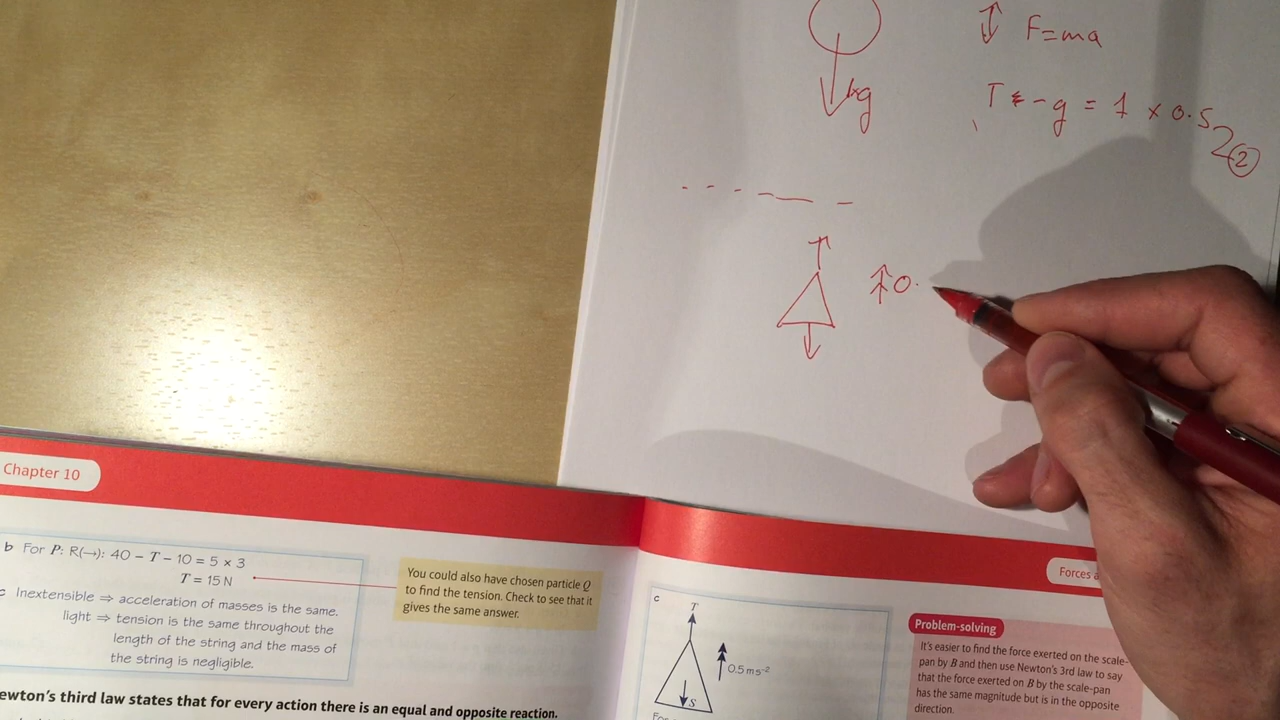 F=ma
kg
T - g = 1 × 0.5
2
0.
Chapter 10
b For P: R(→): 40 – T – 10 = 5 × 3
T = 15 N
c Inextensible ⇒ acceleration of masses is the same.
light ⇒ tension is the same throughout the
length of the string and the mass of
the string is negligible.
You could also have chosen particle Q
to find the tension. Check to see that it
gives the same answer.
ewton's third law states that for every action there is an equal and opposite reaction.
Forces a
c
T
0.5 m s⁻²
S
For
Problem-solving
It's easier to find the force exerted on the scale-
pan by B and then use Newton's 3rd law to say
that the force exerted on B by the scale-pan
has the same magnitude but is in the opposite
direction.